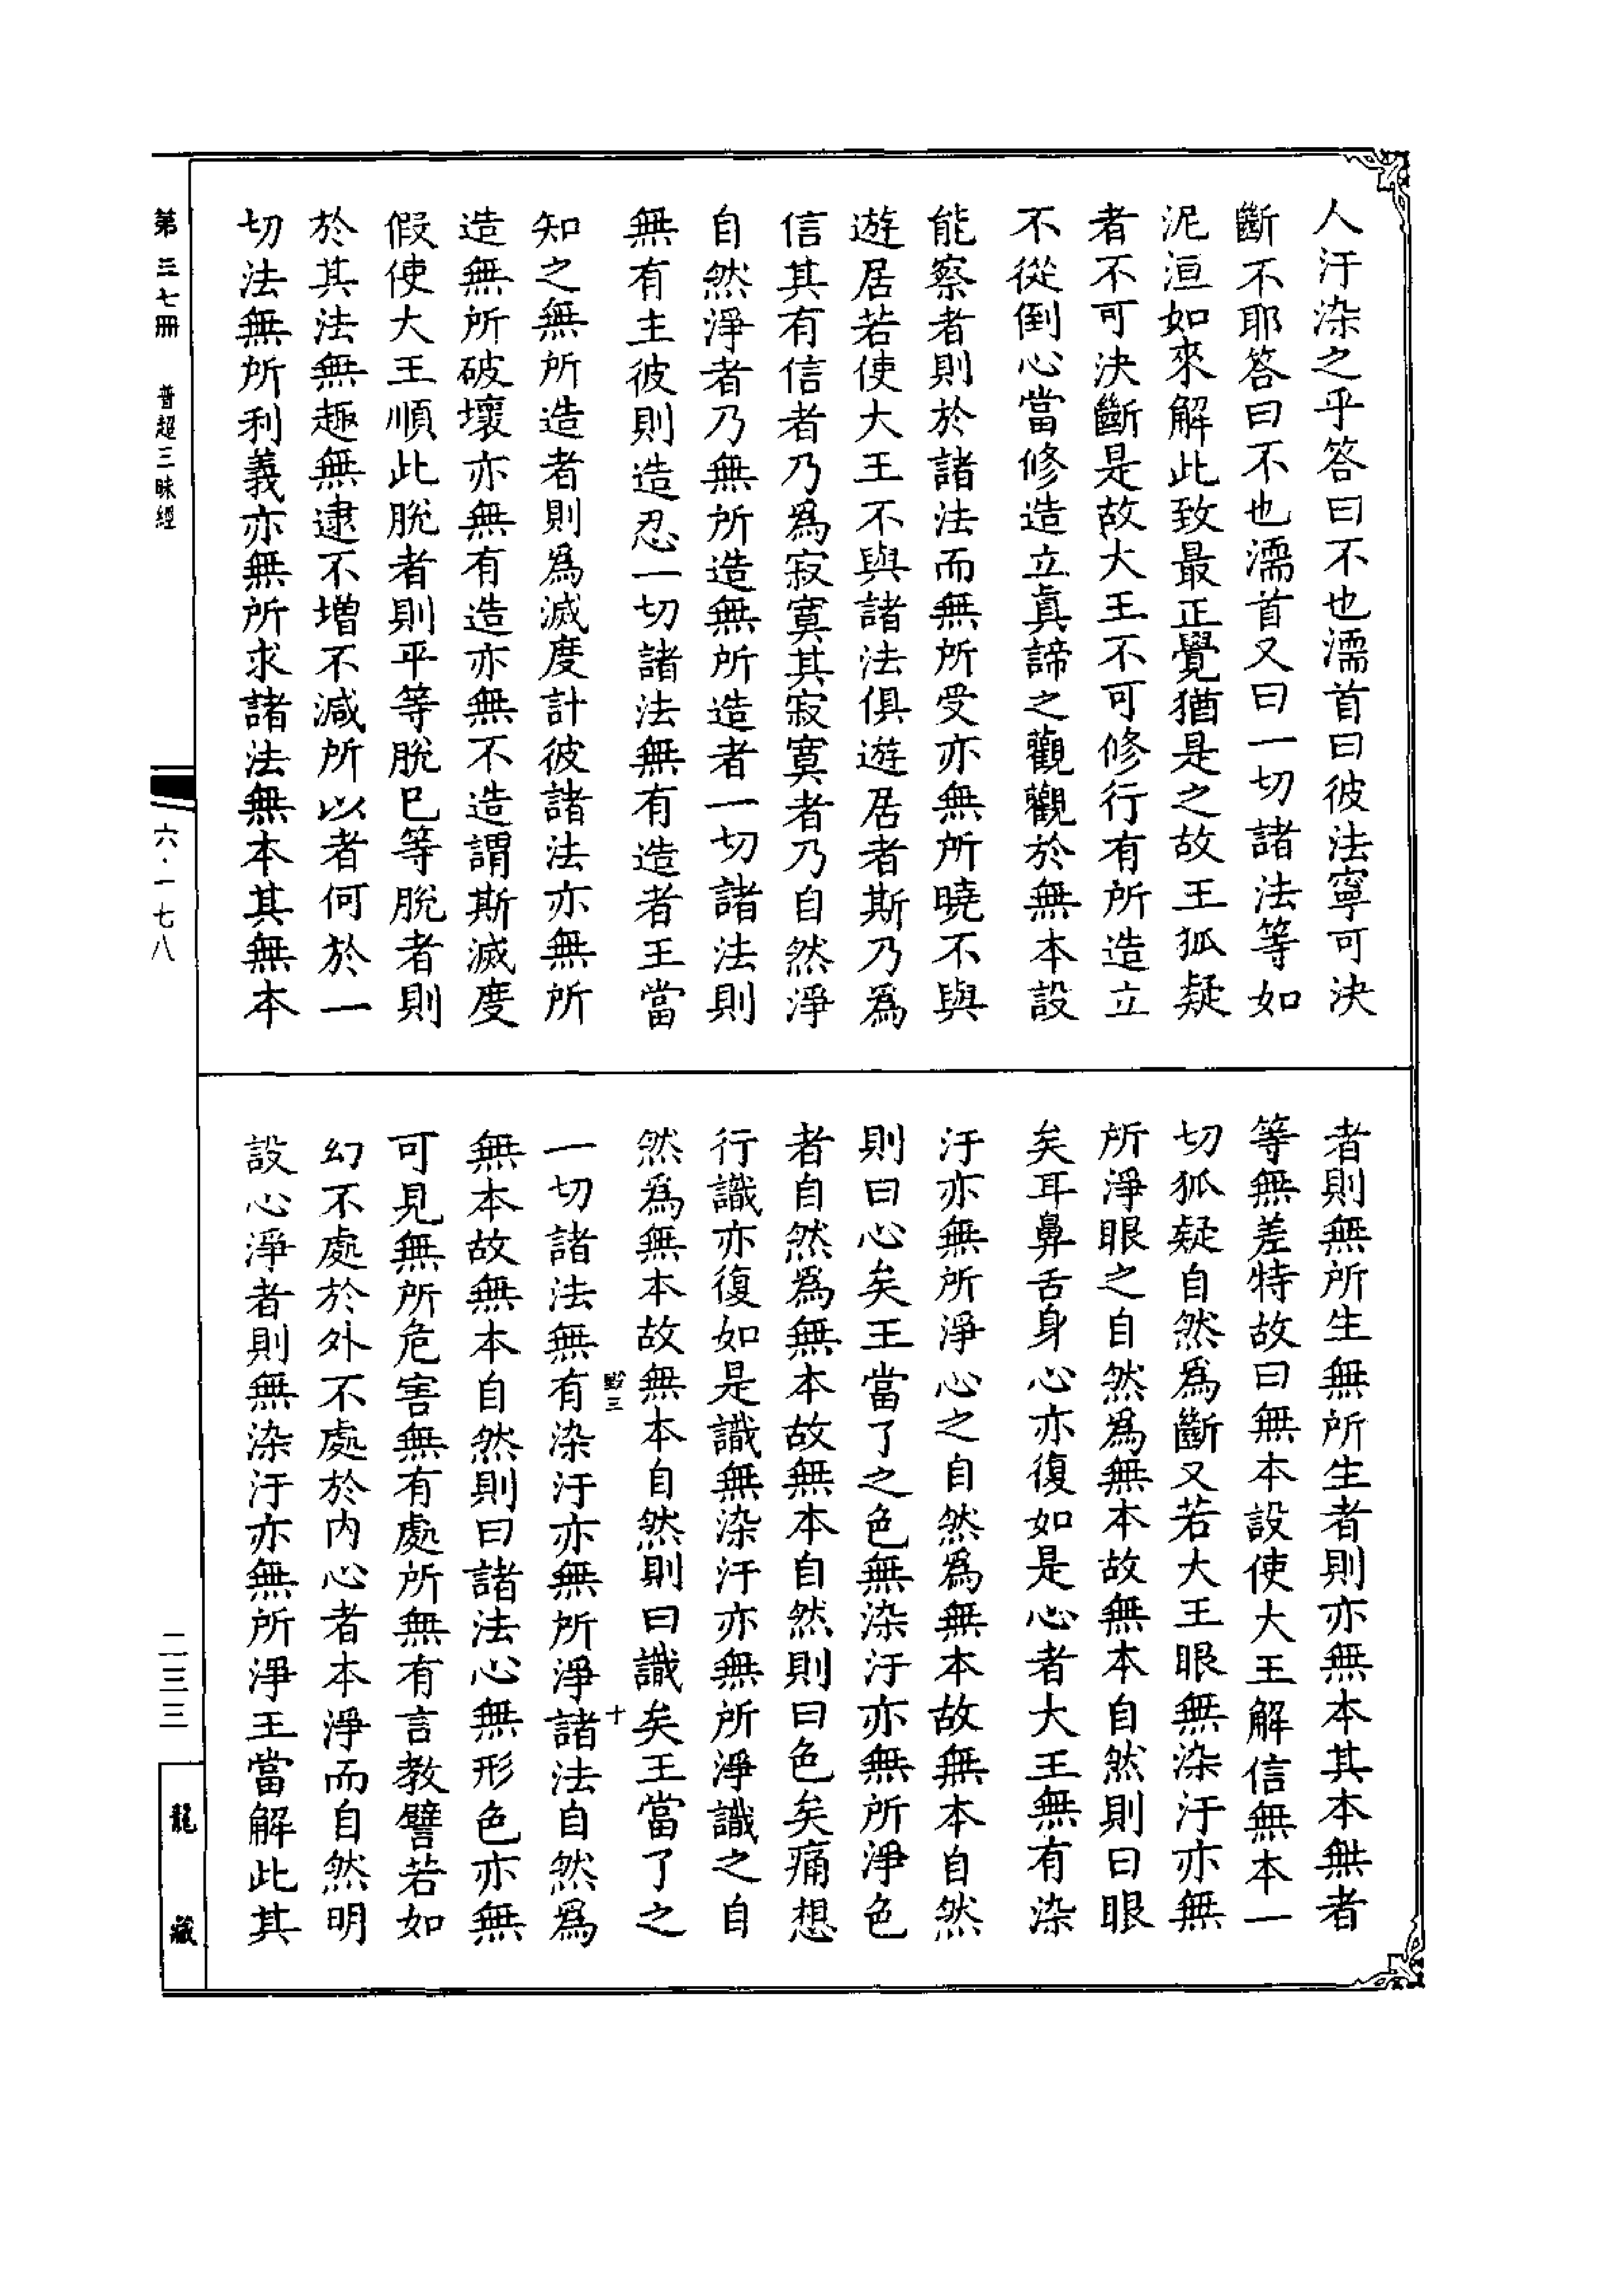 人汙染之乎答曰不也濡首曰彼法寧可決
斷不耶答曰不也濡首又曰一切諸法等如
泥洹如來解此致最正覺猶是之故王狐疑
者不可決斷是故大王不可修行有所造立
不從倒心當修造立眞諦之觀觀於無本設
能察者則於諸法而無所受亦無所曉不與
遊居若使大王不與諸法俱遊居者斯乃爲
信其有信者乃爲寂寞其寂寞者乃自然淨
自然淨者乃無所造無所造者一切諸法則
無有主彼則造忍一切諸法無有造者王當
知之無所造者則爲滅度計彼諸法亦無所
造無所破壞亦無有造亦無不造謂斯滅度
假使大王順此脫者則平等脫巳等脫者則
於其法無趣無逮不增不減所以者何於一
切法無所利義亦無所求諸法無本其無本
者則無所生無所生者則亦無本其本無者
等無差特故曰無本設使大王解信無本一
切狐疑自然爲斷又若大王眼無染汙亦無
所淨眼之自然爲無本故無本自然則曰眼
矣耳鼻舌身心亦復如是心者大王無有染
汙亦無所淨心之自然爲無本故無本自然
則曰心矣王當了之色無染汙亦無所淨色
者自然爲無本故無本自然則曰色矣痛想
行識亦復如是識無染汙亦無所淨識之自
然爲無本故無本自然則曰識矣王當了之
三
十
一切諸法無有染汙亦無所淨諸法自然爲
無本故無本自然則曰諸法心無形色亦無
可見無所危害無有處所無有言教譬若如
幻不處於外不處於内心者本淨而自然明
設心淨者則無染汙亦無所淨王當解此其
第三七冊 普超三昧經
六·一七八
二三三
龍藏